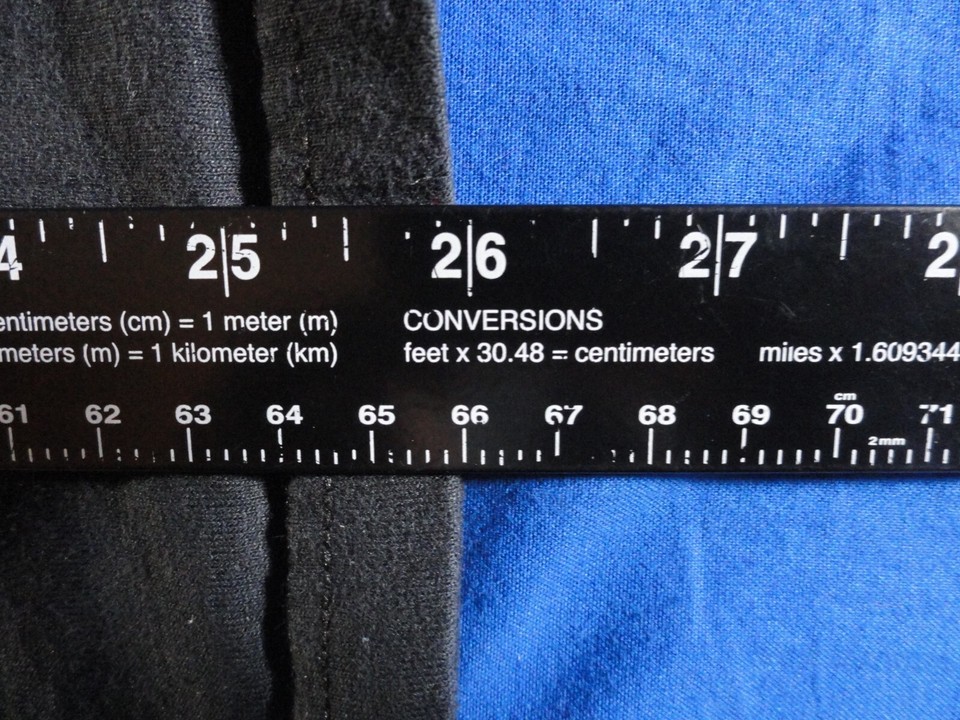 4 25 26 27 2
entimeters (cm) = 1 meter (m) CONVERSIONS
meters (m) = 1 kilometer (km) feet x 30.48 = centimeters miles x 1.609344
cm
61 62 63 64 65 66 67 68 69 70 71
2mm